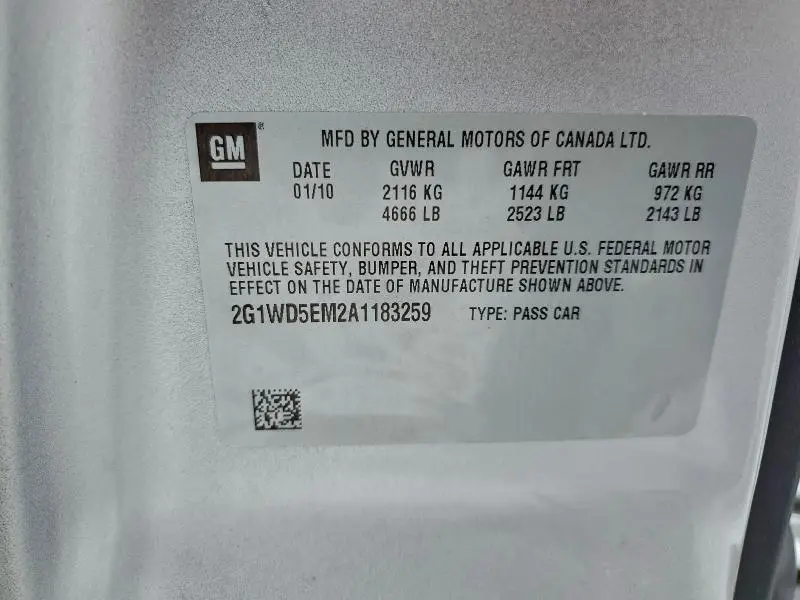 GM®
MFD BY GENERAL MOTORS OF CANADA LTD.
DATE GVWR GAWR FRT GAWR RR
01/10 2116 KG 1144 KG 972 KG
4666 LB 2523 LB 2143 LB
THIS VEHICLE CONFORMS TO ALL APPLICABLE U.S. FEDERAL MOTOR
VEHICLE SAFETY, BUMPER, AND THEFT PREVENTION STANDARDS IN
EFFECT ON THE DATE OF MANUFACTURE SHOWN ABOVE.
2G1WD5EM2A1183259 TYPE: PASS CAR